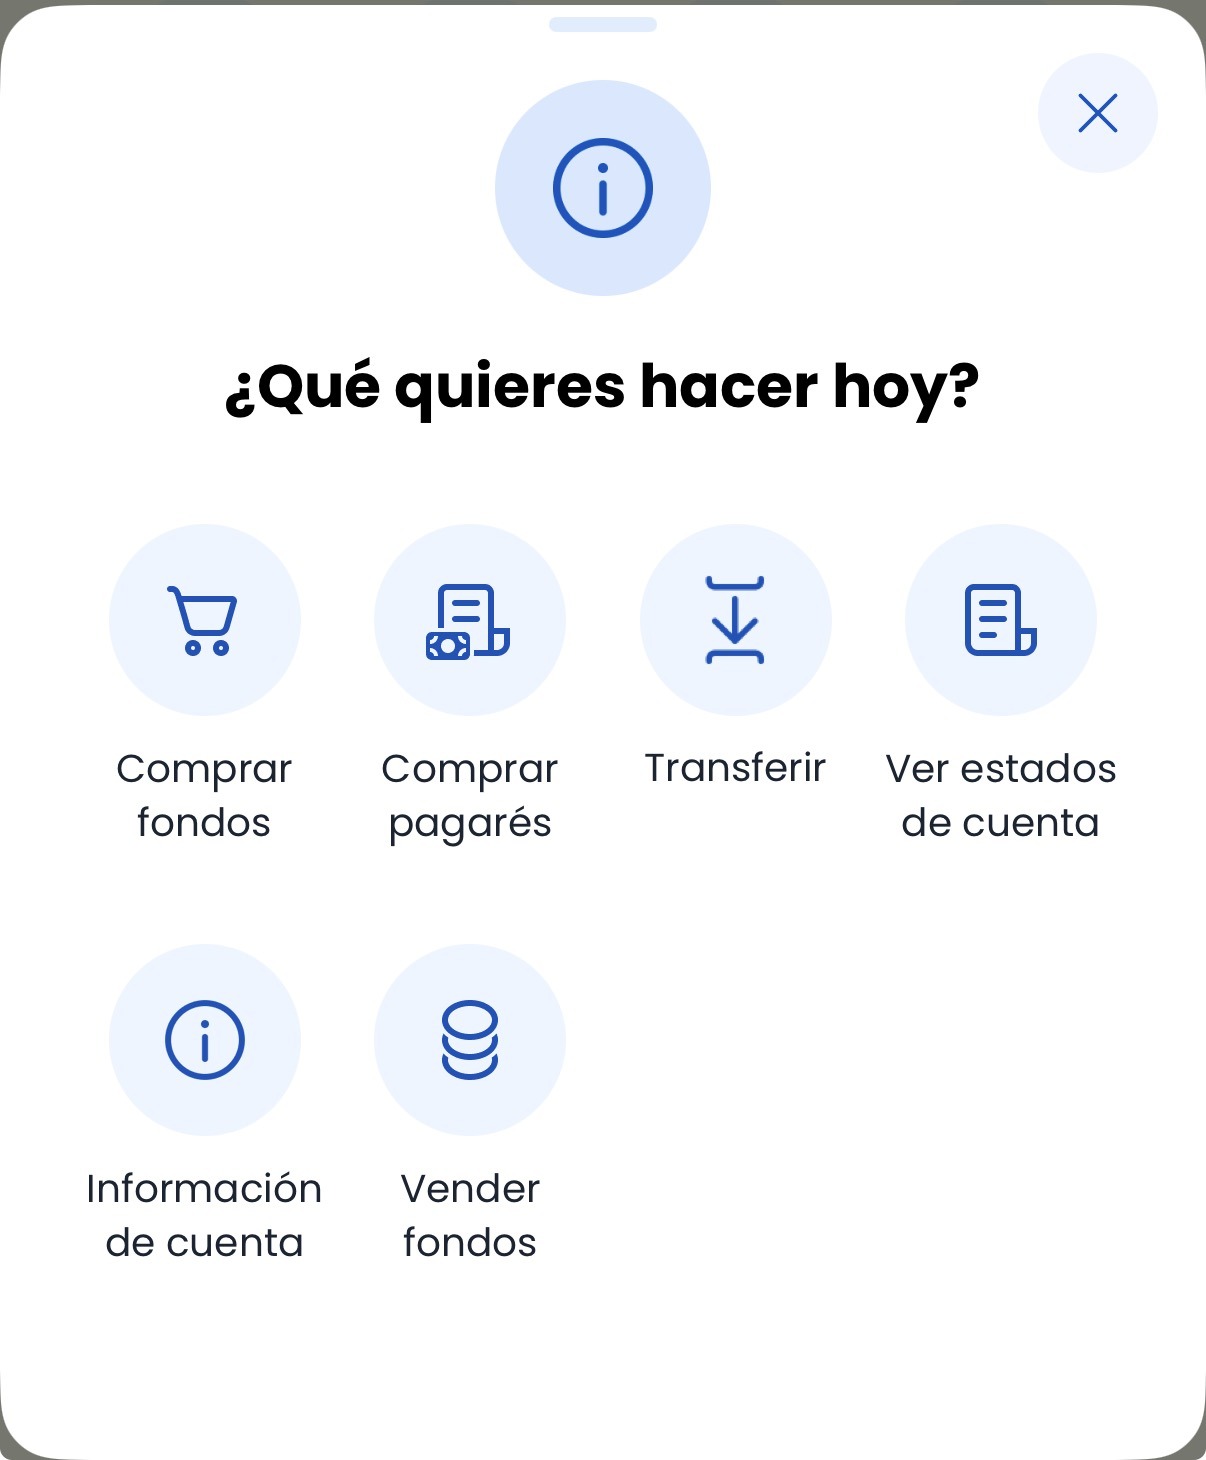 ¿Qué quieres hacer hoy?
Comprar
fondos
Comprar
pagarés
Transferir
Ver estados
de cuenta
Información
de cuenta
Vender
fondos